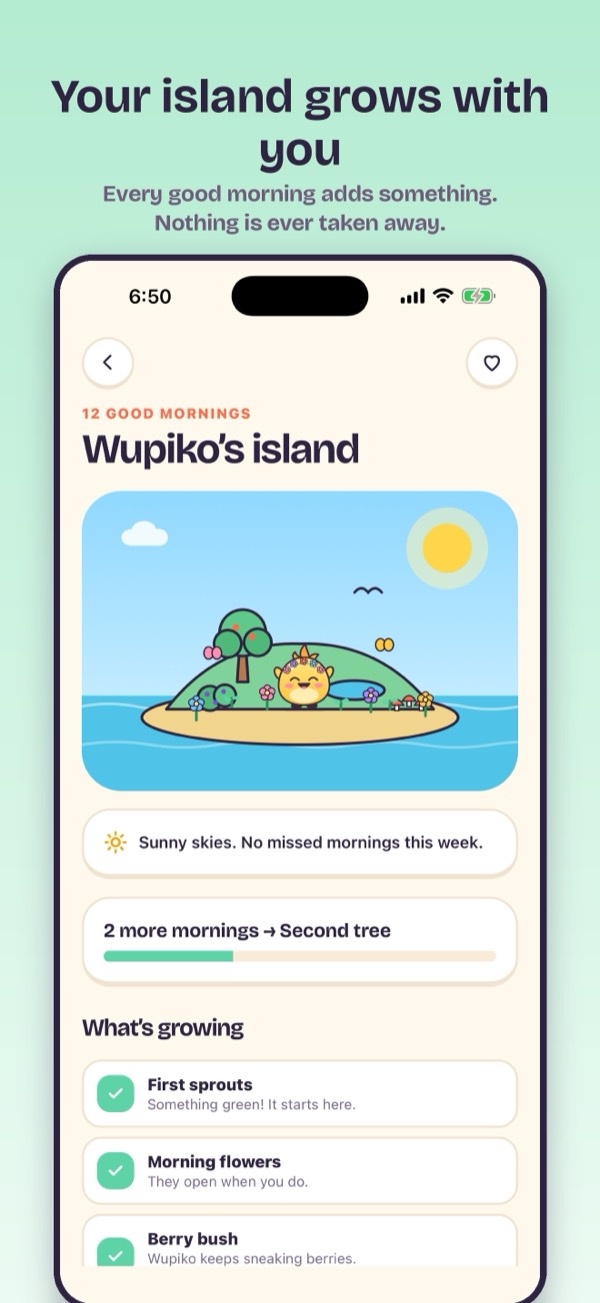 Your island grows with
you
Every good morning adds something.
Nothing is ever taken away.
6:50
12 GOOD MORNINGS
Wupiko's island
Sunny skies. No missed mornings this week.
2 more mornings → Second tree
What's growing
First sprouts
Something green! It starts here.
Morning flowers
They open when you do.
Berry bush
Wupiko keeps sneaking berries.